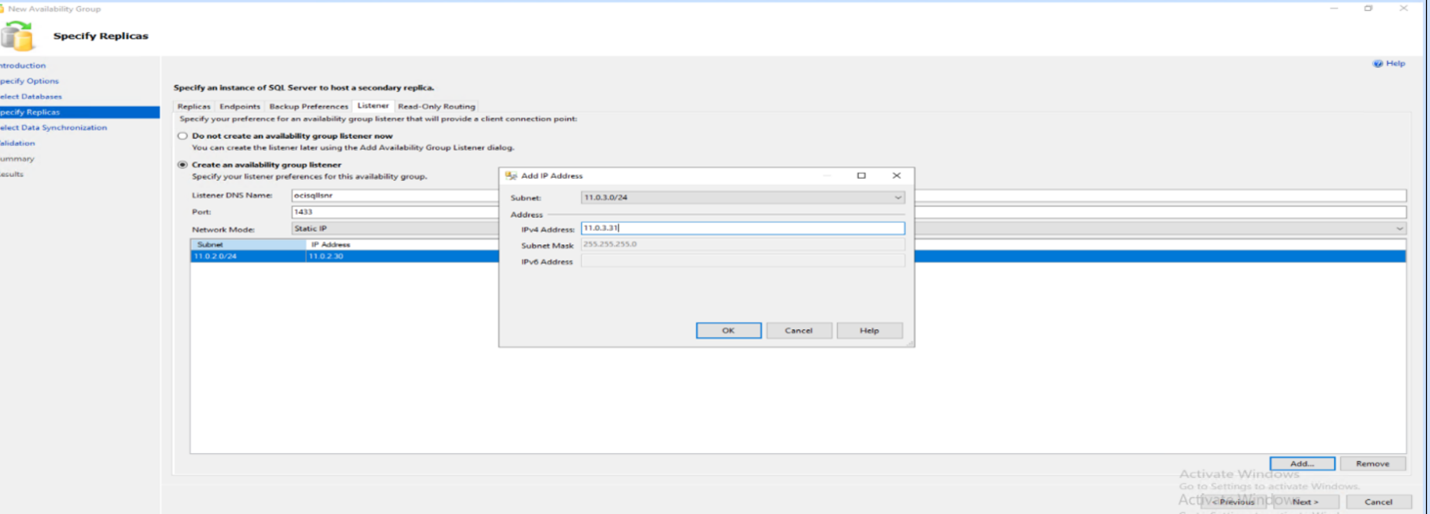 New Availability Group
Specify Replicas
ntroduction
pecify Options
elect Databases
pecify Replicas
elect Data Synchronization
alidation
ummary
esults
Help
Specify an instance of SQL Server to host a secondary replica.
Replicas Endpoints Backup Preferences Listener Read-Only Routing
Specify your preference for an availability group listener that will provide a client connection point:
Do not create an availability group listener now
You can create the listener later using the Add Availability Group Listener dialog.
Create an availability group listener
Specify your listener preferences for this availability group.
Listener DNS Name: ocisqllsnr
Port: 1433
Network Mode: Static IP
Subnet IP Address
11.0.2.0/24 11.0.2.30
Add IP Address
Subnet: 11.0.3.0/24
Address
IPv4 Address: 11.0.3.31
Subnet Mask 255.255.255.0
IPv6 Address
OK Cancel Help
Add... Remove
Activate Windows
Go to Settings to activate Windows.
Activate Windows
< Previous Next > Cancel